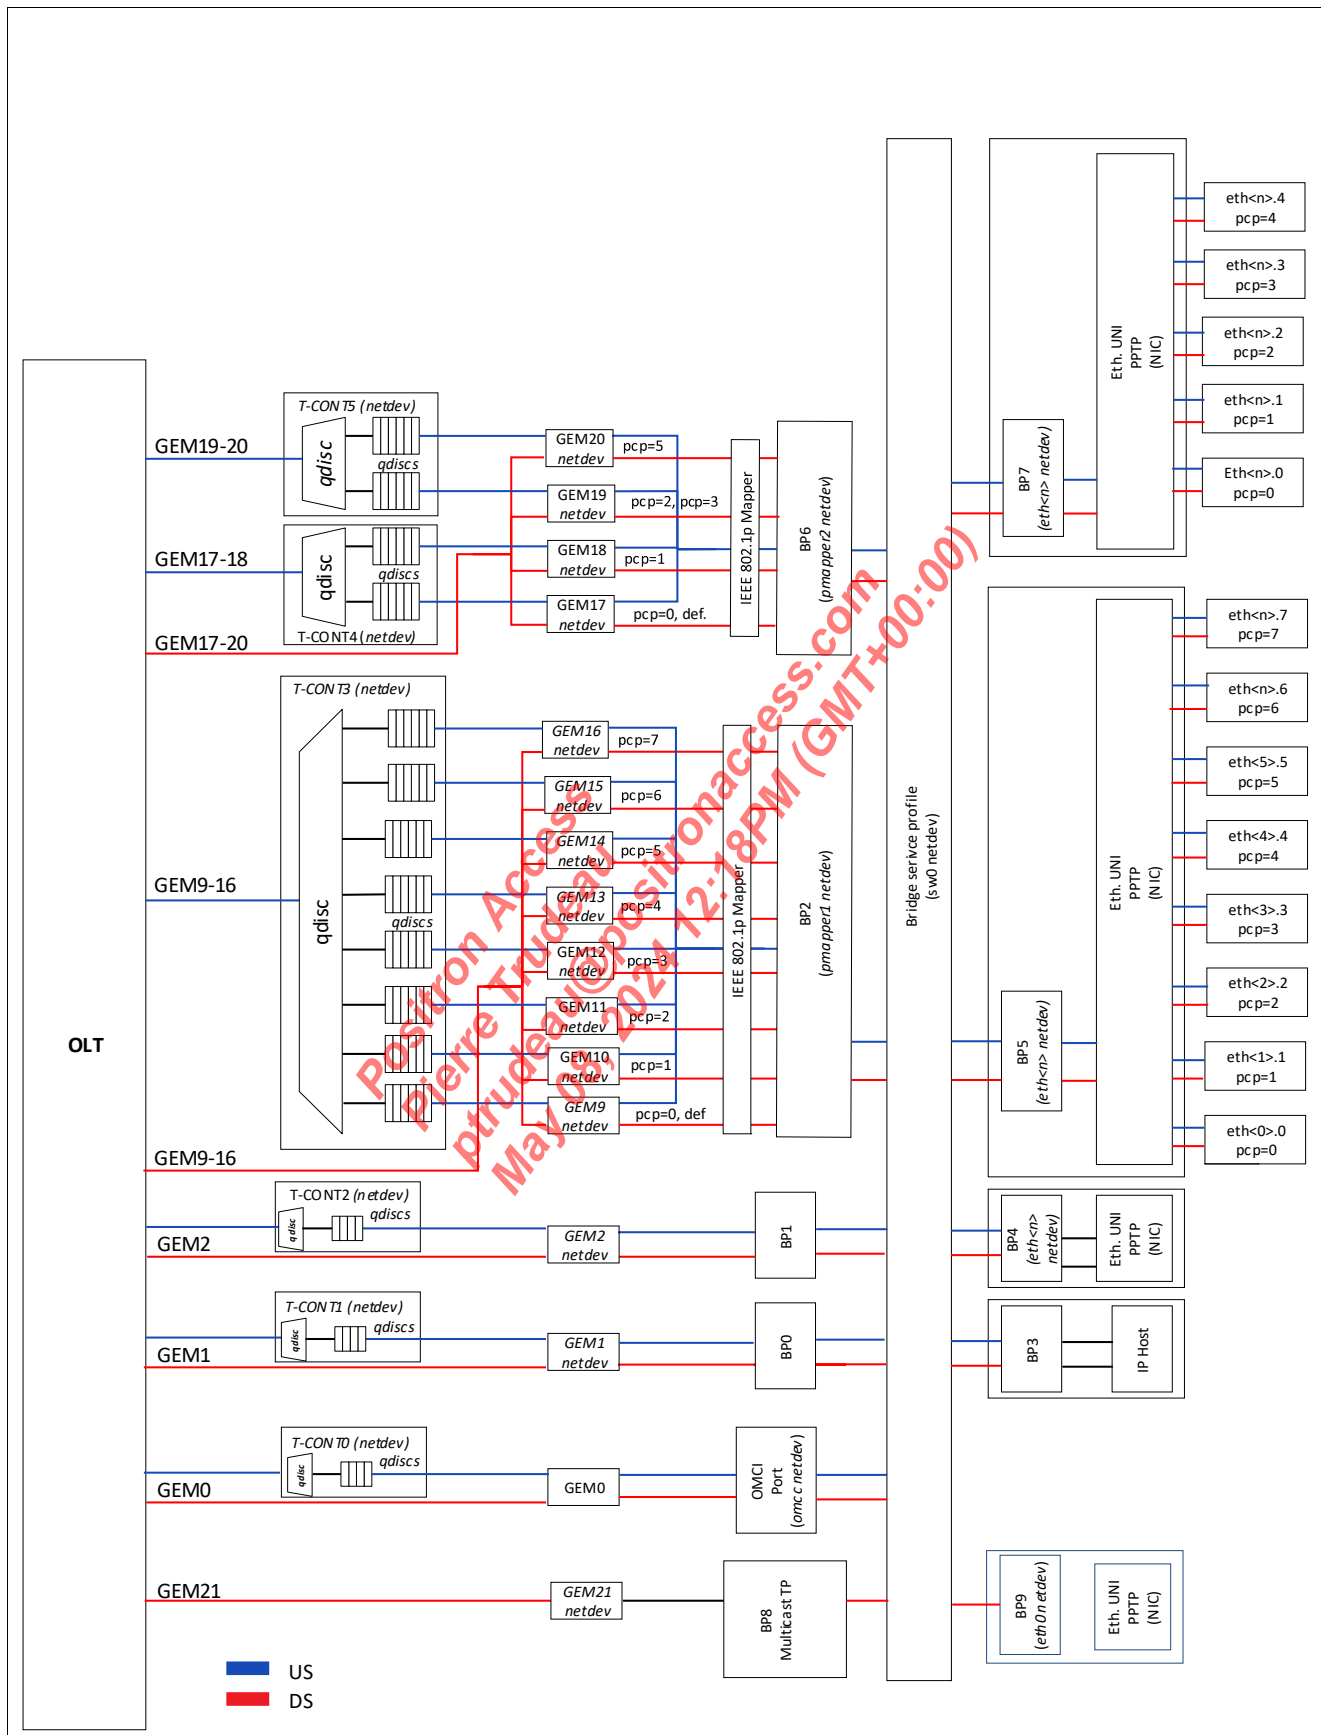 OLT
GEM19-20
GEM17-18
GEM17-20
GEM9-16
GEM9-16
GEM2
GEM1
GEM0
GEM21
US
DS
T-CONT5 (netdev)
qdisc
qdiscs
qdisc
qdiscs
T-CONT4 (netdev)
T-CONT3 (netdev)
qdisc
qdiscs
T-CONT2 (netdev)
qdisc
qdiscs
T-CONT1 (netdev)
qdisc
qdiscs
T-CONT0 (netdev)
qdisc
qdiscs
GEM20
netdev
pcp=5
GEM19
netdev
pcp=2, pcp=3
GEM18
netdev
pcp=1
GEM17
netdev
pcp=0, def.
GEM16
netdev
pcp=7
GEM15
netdev
pcp=6
GEM14
netdev
pcp=5
GEM13
netdev
pcp=4
GEM12
netdev
pcp=3
GEM11
netdev
pcp=2
GEM10
netdev
pcp=1
GEM9
netdev
pcp=0, def
GEM2
netdev
GEM1
netdev
GEM0
GEM21
netdev
IEEE 802.1p Mapper
BP6
(pmapper2 netdev)
IEEE 802.1p Mapper
BP2
(pmapper1 netdev)
BP1
BP0
OMCI
Port
(omcc netdev)
BP8
Multicast TP
Bridge serivce profile
(sw0 netdev)
BP7
(eth<n> netdev)
Eth. UNI
PPTP
(NIC)
BP5
(eth<n> netdev)
Eth. UNI
PPTP
(NIC)
BP4
(eth<n>
netdev)
Eth. UNI
PPTP
(NIC)
BP3
IP Host
BP9
(eth0 netdev)
Eth. UNI
PPTP
(NIC)
eth<n>.4
pcp=4
eth<n>.3
pcp=3
eth<n>.2
pcp=2
eth<n>.1
pcp=1
Eth<n>.0
pcp=0
eth<n>.7
pcp=7
eth<n>.6
pcp=6
eth<5>.5
pcp=5
eth<4>.4
pcp=4
eth<3>.3
pcp=3
eth<2>.2
pcp=2
eth<1>.1
pcp=1
eth<0>.0
pcp=0
Positron Access
Pierre Trudeau
ptrudeau@positronaccess.com
May 08, 2024 12:18PM (GMT+00:00)